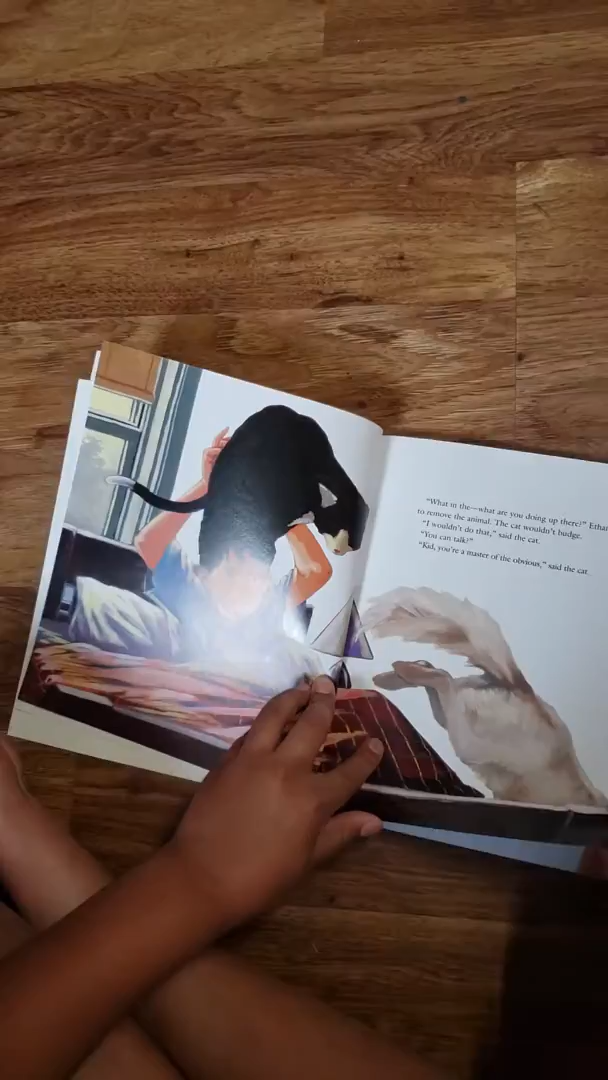 “What in the—what are you doing up there?” Ethan
to remove the animal. The cat wouldn’t budge.
“I wouldn’t do that,” said the cat.
“You can talk?”
“Kid, you’re a master of the obvious,” said the cat.